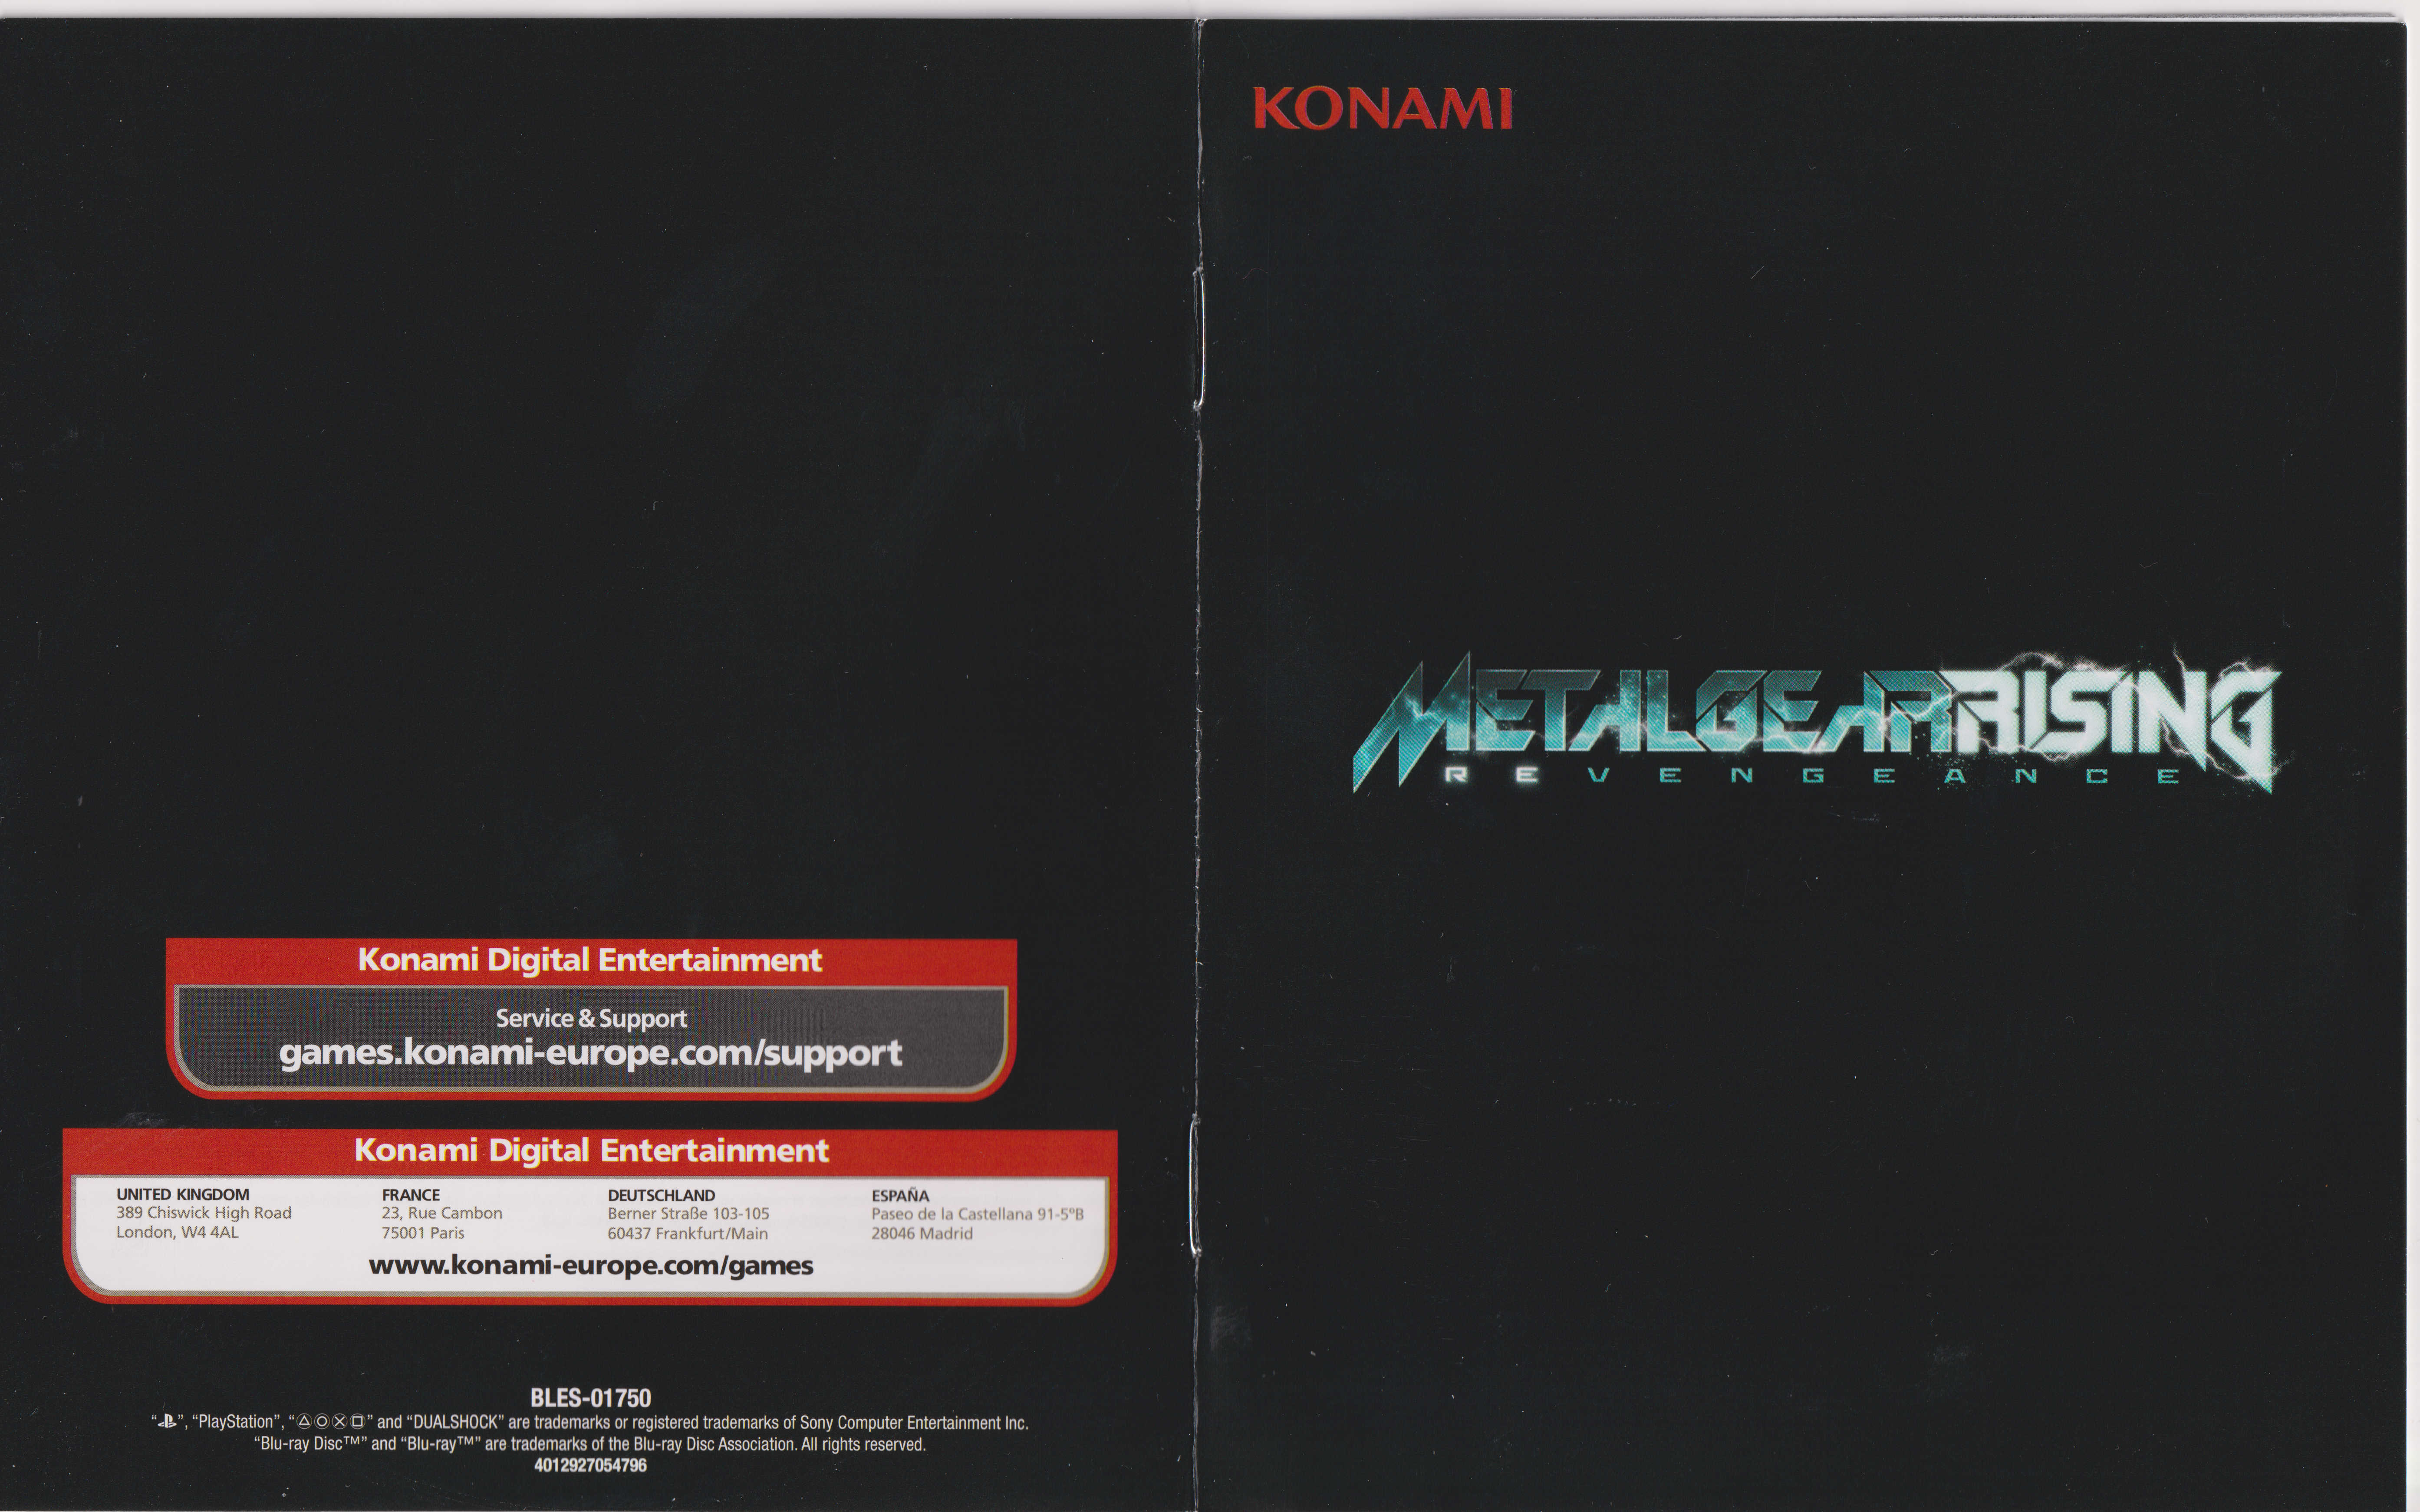 KONAMI
METAL GEAR RISING
REVENGEANCE
Konami Digital Entertainment
Service & Support
games.konami-europe.com/support
Konami Digital Entertainment
UNITED KINGDOM
389 Chiswick High Road
London, W4 4AL
FRANCE
23, Rue Cambon
75001 Paris
DEUTSCHLAND
Berner Straße 103-105
60437 Frankfurt/Main
ESPAÑA
Paseo de la Castellana 91-5ºB
28046 Madrid
www.konami-europe.com/games
BLES-01750
“PS”, “PlayStation”, “△○✕□” and “DUALSHOCK” are trademarks or registered trademarks of Sony Computer Entertainment Inc.
“Blu-ray Disc™” and “Blu-ray™” are trademarks of the Blu-ray Disc Association. All rights reserved.
4012927054796